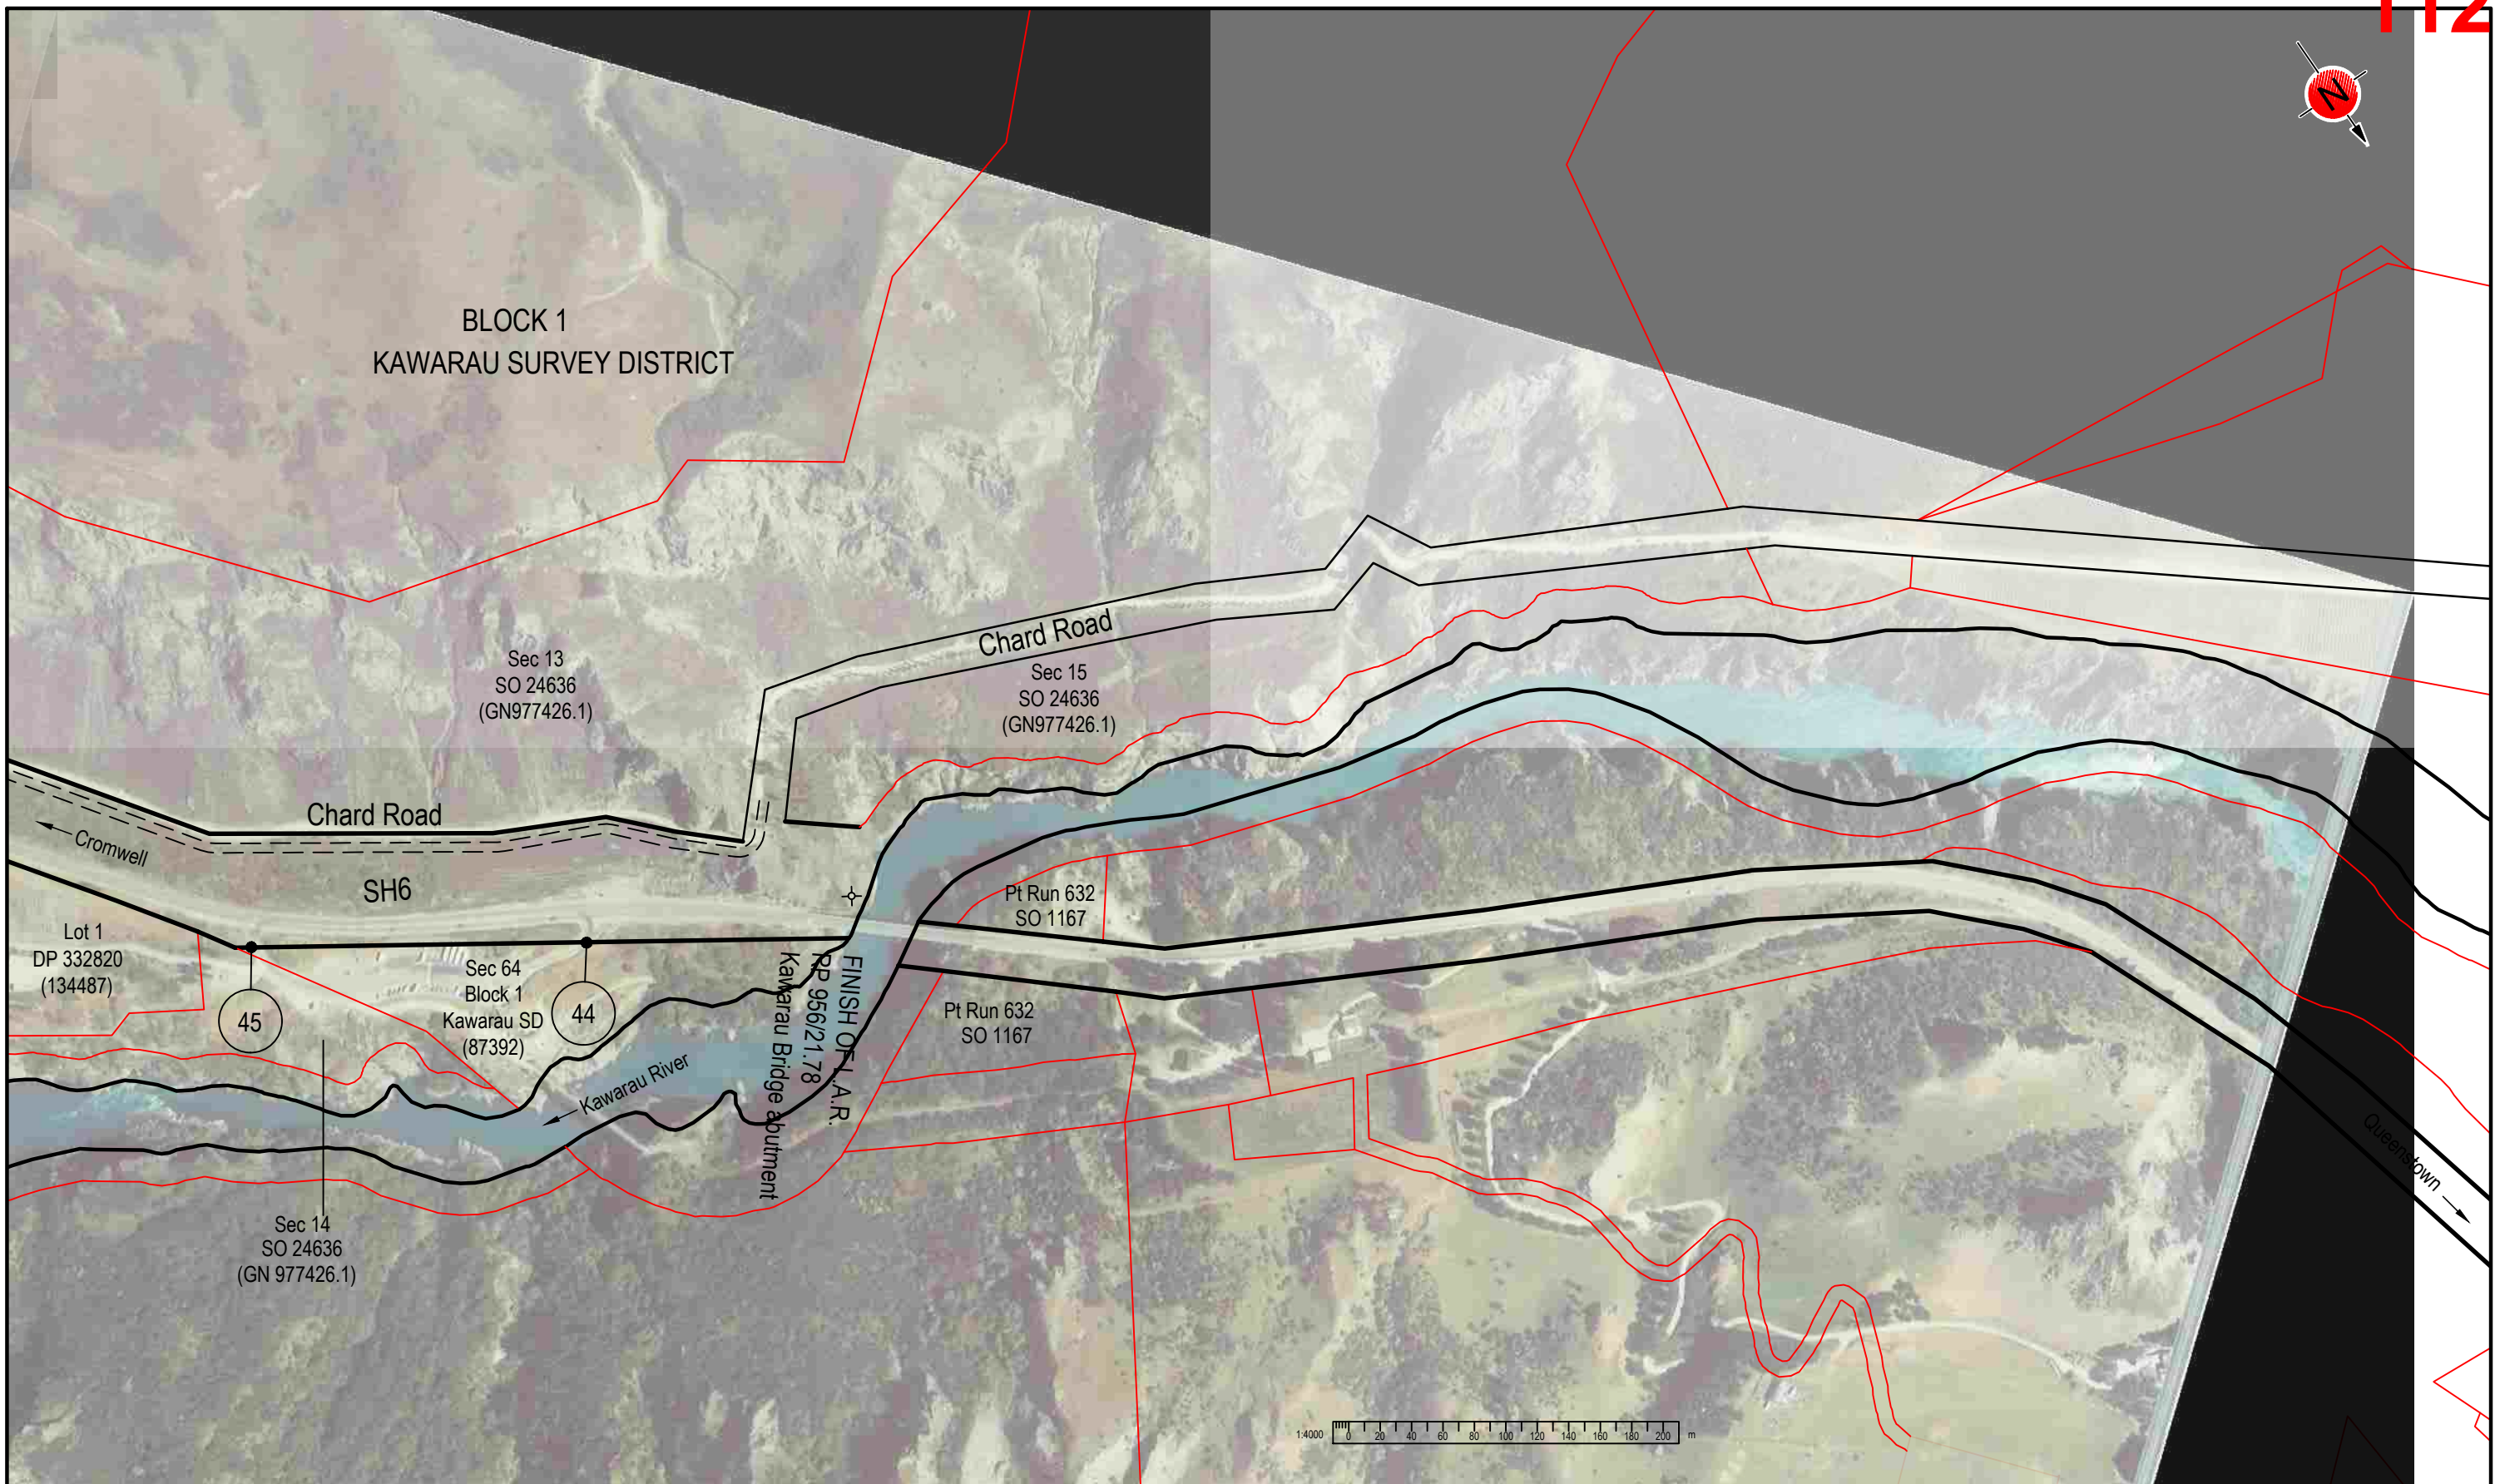 N
BLOCK 1
KAWARAU SURVEY DISTRICT
Sec 13
SO 24636
(GN977426.1)
Chard Road
Sec 15
SO 24636
(GN977426.1)
Chard Road
Cromwell
SH6
Lot 1
DP 332820
(134487)
45
Sec 64
Block 1
Kawarau SD
(87392)
44
Pt Run 632
SO 1167
FINISH OF L.A.R.
RP 956/21.78
Kawarau Bridge abutment
Pt Run 632
SO 1167
Kawarau River
Sec 14
SO 24636
(GN 977426.1)
Queenstown
1:4000 0 20 40 60 80 100 120 140 160 180 200 m